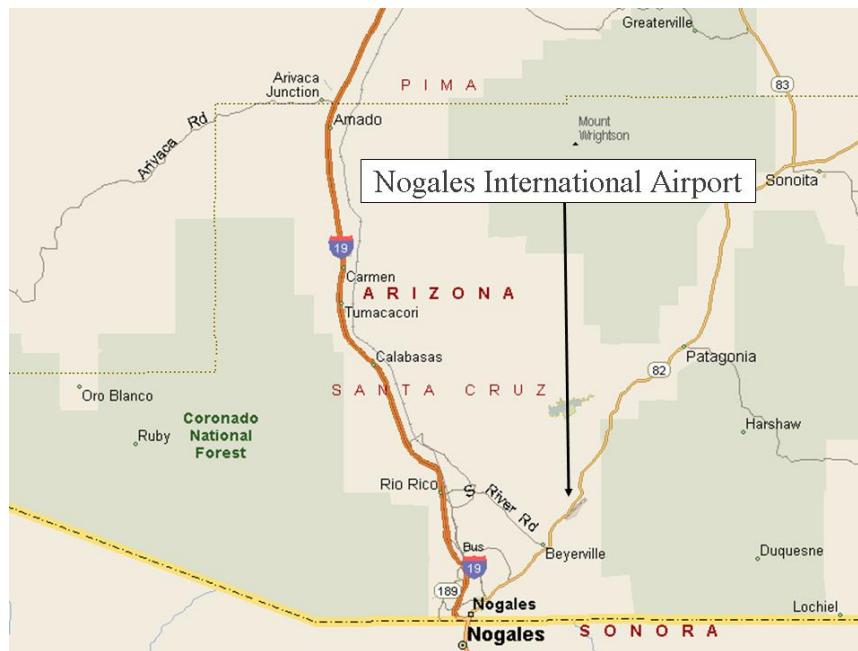 Greaterville
Arivaca
Junction
PIMA
83
Amado
Mount
Wrightson
Arivaca Rd
Nogales International Airport
Sonoita
19
Carmen
ARIZONA
Tumacacori
Calabasas
Patagonia
82
SANTA CRUZ
Oro Blanco
Coronado
National
Forest
Ruby
Harshaw
Rio Rico
S River Rd
Bus
19
Beyerville
Duquesne
189
Nogales
Lochiel
Nogales
SONORA